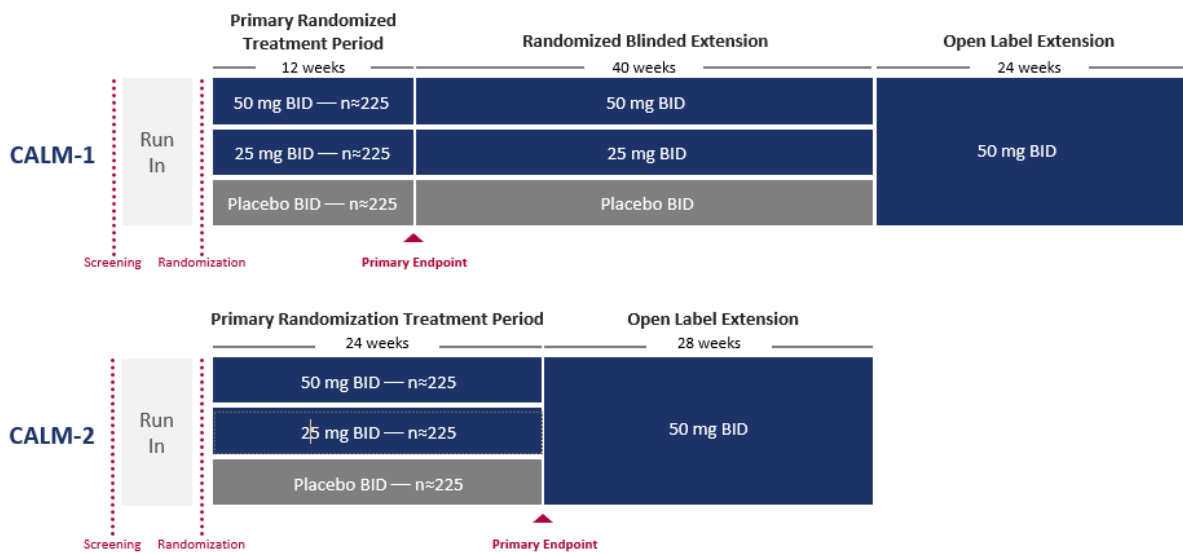 Primary Randomized
Treatment Period
Randomized Blinded Extension
Open Label Extension
12 weeks
40 weeks
24 weeks
CALM-1
Run
In
50 mg BID — n≈225
50 mg BID
25 mg BID — n≈225
25 mg BID
Placebo BID — n≈225
Placebo BID
50 mg BID
Screening
Randomization
Primary Endpoint
Primary Randomization Treatment Period
Open Label Extension
24 weeks
28 weeks
CALM-2
Run
In
50 mg BID — n≈225
25 mg BID — n≈225
Placebo BID — n≈225
50 mg BID
Screening
Randomization
Primary Endpoint